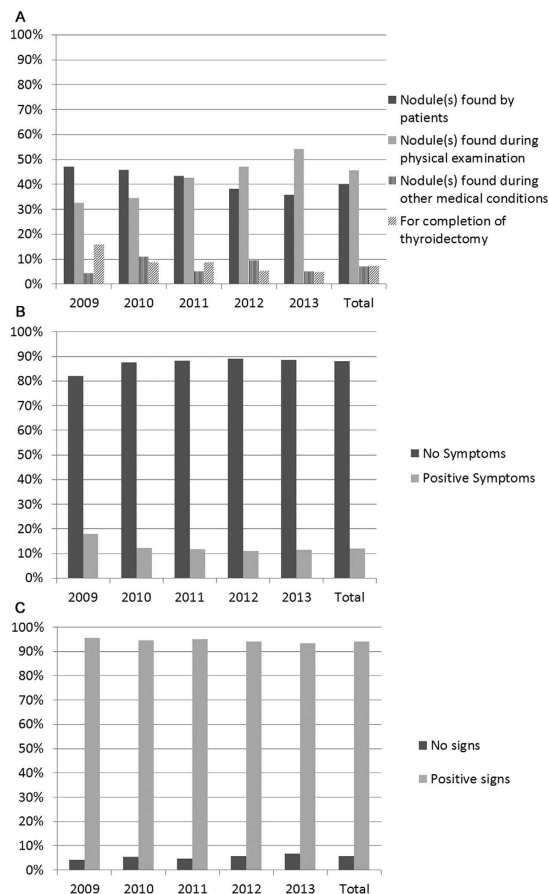 A
100%
90%
80%
70%
60%
50%
40%
30%
20%
10%
0%
2009 2010 2011 2012 2013 Total
Nodule(s) found by
patients
Nodule(s) found during
physical examination
Nodule(s) found during
other medical conditions
For completion of
thyroidectomy
B
100%
90%
80%
70%
60%
50%
40%
30%
20%
10%
0%
2009 2010 2011 2012 2013 Total
No Symptoms
Positive Symptoms
C
100%
90%
80%
70%
60%
50%
40%
30%
20%
10%
0%
2009 2010 2011 2012 2013 Total
No signs
Positive signs